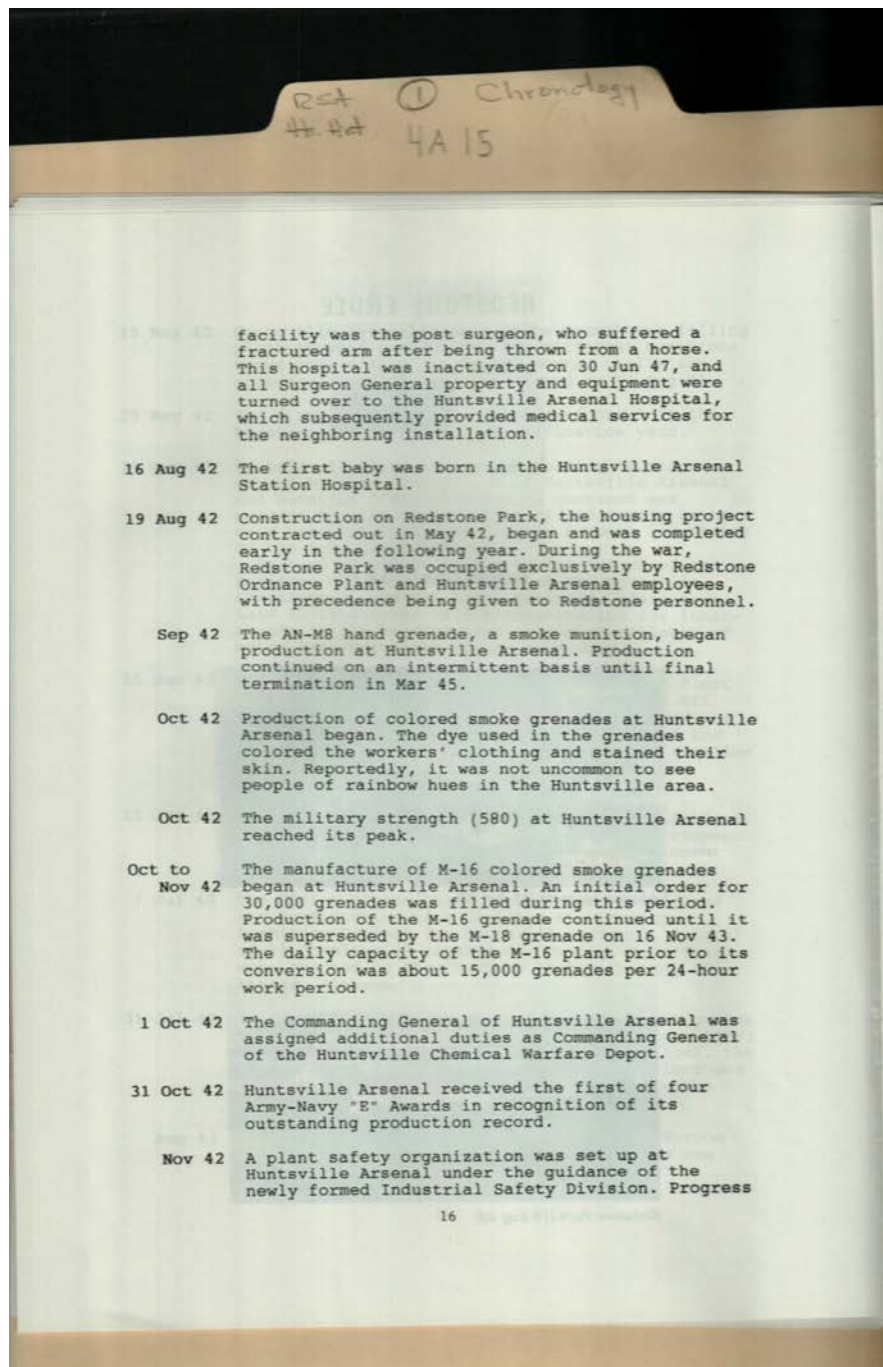 RSA ① Chronology
4A 15
facility was the post surgeon, who suffered a
fractured arm after being thrown from a horse.
This hospital was inactivated on 30 Jun 47, and
all Surgeon General property and equipment were
turned over to the Huntsville Arsenal Hospital,
which subsequently provided medical services for
the neighboring installation.
16 Aug 42 The first baby was born in the Huntsville Arsenal
Station Hospital.
19 Aug 42 Construction on Redstone Park, the housing project
contracted out in May 42, began and was completed
early in the following year. During the war,
Redstone Park was occupied exclusively by Redstone
Ordnance Plant and Huntsville Arsenal employees,
with precedence being given to Redstone personnel.
Sep 42 The AN-M8 hand grenade, a smoke munition, began
production at Huntsville Arsenal. Production
continued on an intermittent basis until final
termination in Mar 45.
Oct 42 Production of colored smoke grenades at Huntsville
Arsenal began. The dye used in the grenades
colored the workers' clothing and stained their
skin. Reportedly, it was not uncommon to see
people of rainbow hues in the Huntsville area.
Oct 42 The military strength (580) at Huntsville Arsenal
reached its peak.
Oct to The manufacture of M-16 colored smoke grenades
Nov 42 began at Huntsville Arsenal. An initial order for
30,000 grenades was filled during this period.
Production of the M-16 grenade continued until it
was superseded by the M-18 grenade on 16 Nov 43.
The daily capacity of the M-16 plant prior to its
conversion was about 15,000 grenades per 24-hour
work period.
1 Oct 42 The Commanding General of Huntsville Arsenal was
assigned additional duties as Commanding General
of the Huntsville Chemical Warfare Depot.
31 Oct 42 Huntsville Arsenal received the first of four
Army-Navy "E" Awards in recognition of its
outstanding production record.
Nov 42 A plant safety organization was set up at
Huntsville Arsenal under the guidance of the
newly formed Industrial Safety Division. Progress
16